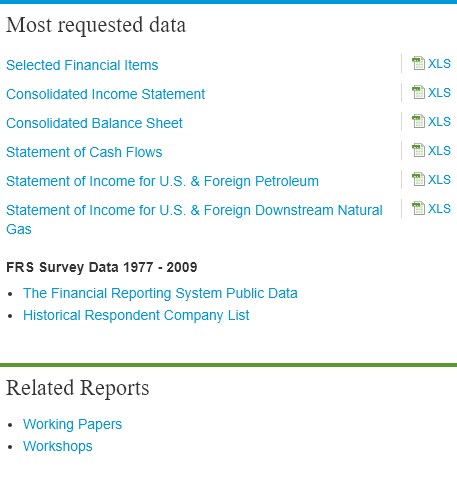 Most requested data
Selected Financial Items XLS
Consolidated Income Statement XLS
Consolidated Balance Sheet XLS
Statement of Cash Flows XLS
Statement of Income for U.S. & Foreign Petroleum XLS
Statement of Income for U.S. & Foreign Downstream Natural XLS
Gas
FRS Survey Data 1977 - 2009
• The Financial Reporting System Public Data
• Historical Respondent Company List
Related Reports
• Working Papers
• Workshops